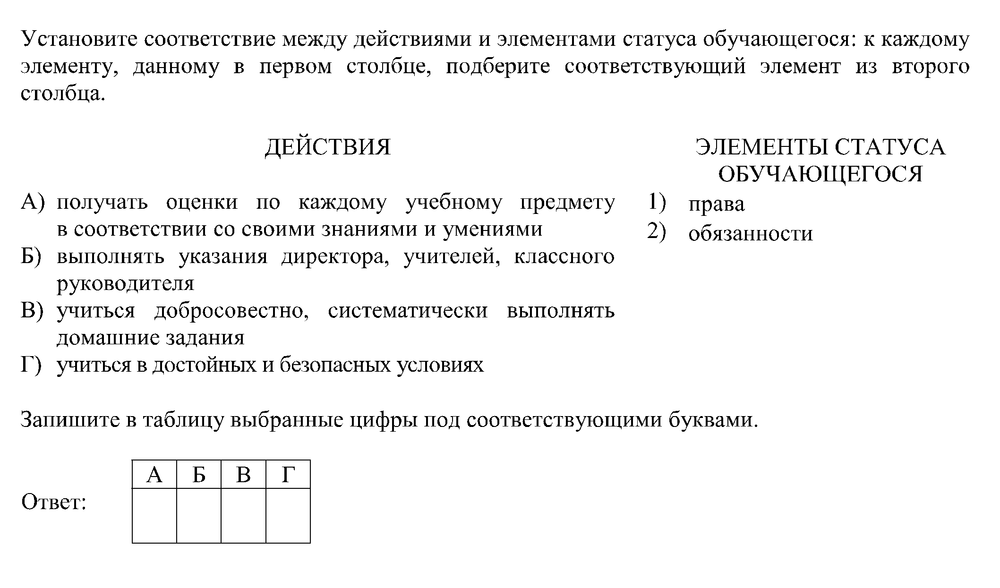 Установите соответствие между действиями и элементами статуса обучающегося: к каждому
элементу, данному в первом столбце, подберите соответствующий элемент из второго
столбца.
ДЕЙСТВИЯ
А) получать оценки по каждому учебному предмету
в соответствии со своими знаниями и умениями
Б) выполнять указания директора, учителей, классного
руководителя
В) учиться добросовестно, систематически выполнять
домашние задания
Г) учиться в достойных и безопасных условиях
ЭЛЕМЕНТЫ СТАТУСА
ОБУЧАЮЩЕГОСЯ
1) права
2) обязанности
Запишите в таблицу выбранные цифры под соответствующими буквами.
Ответ:
А Б В Г